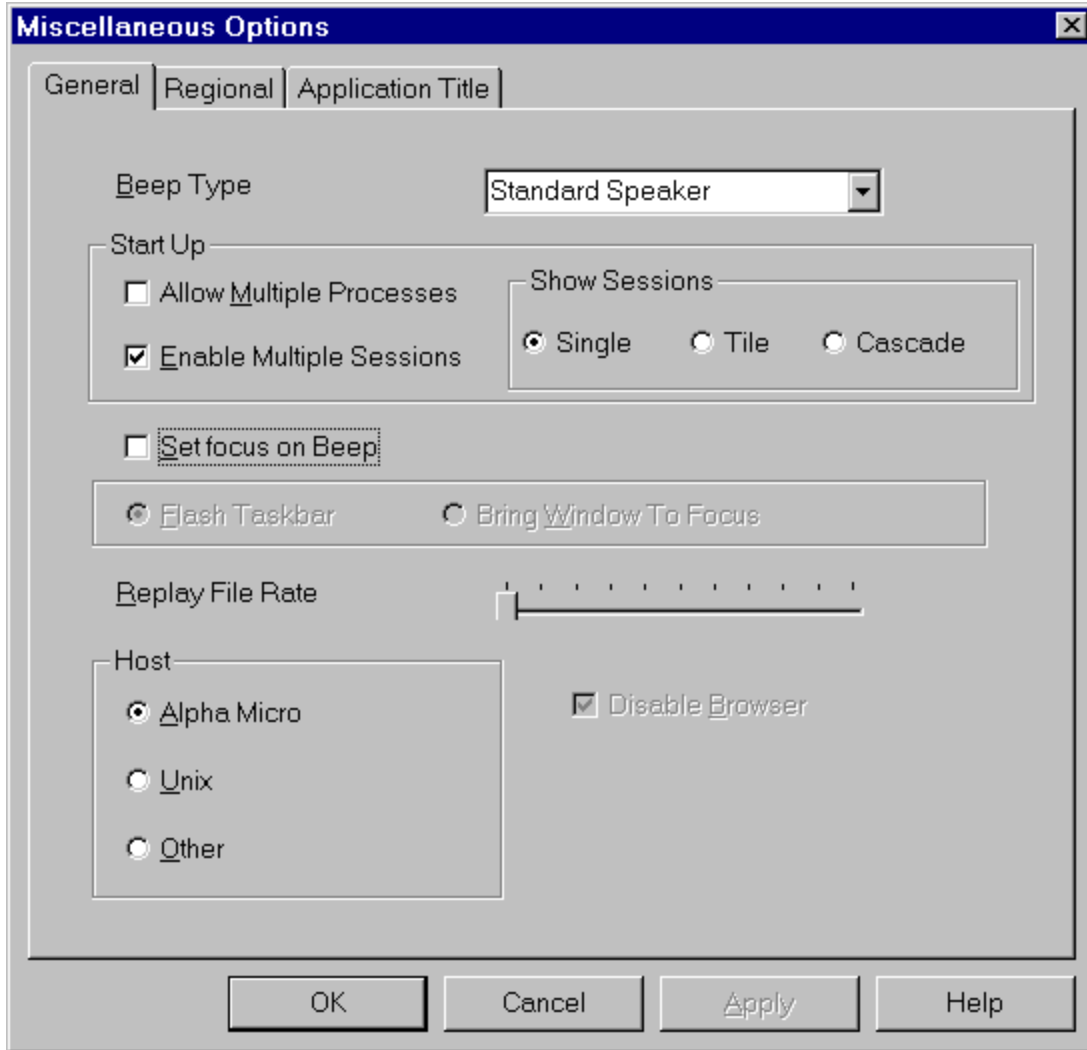 Miscellaneous Options
General Regional Application Title
Beep Type Standard Speaker
Start Up
Allow Multiple Processes
Show Sessions
Enable Multiple Sessions
Single Tile Cascade
Set focus on Beep
Flash Taskbar Bring Window To Focus
Replay File Rate
Host
Alpha Micro
Disable Browser
Unix
Other
OK Cancel Apply Help